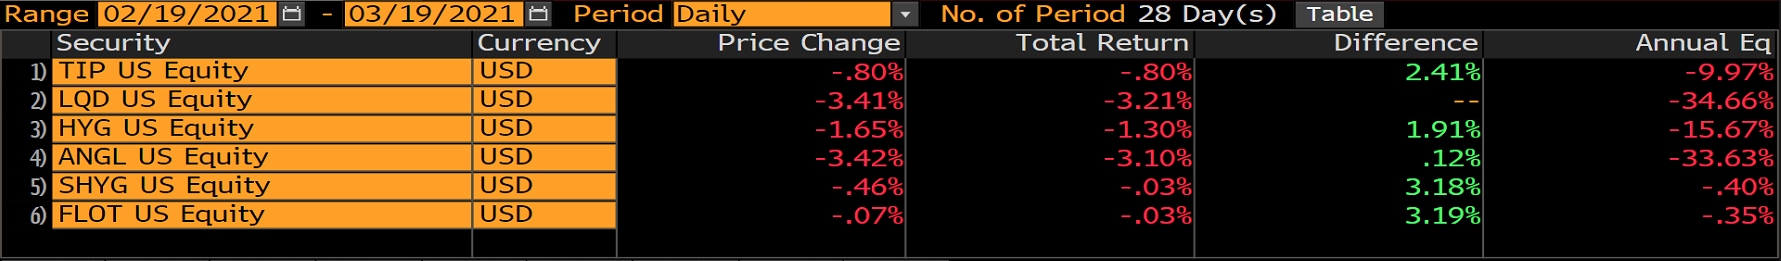 Range 02/19/2021 - 03/19/2021 Period Daily No. of Period 28 Day(s) Table
Security Currency Price Change Total Return Difference Annual Eq
1) TIP US Equity USD -.80% -.80% 2.41% -9.97%
2) LQD US Equity USD -3.41% -3.21% -- -34.66%
3) HYG US Equity USD -1.65% -1.30% 1.91% -15.67%
4) ANGL US Equity USD -3.42% -3.10% .12% -33.63%
5) SHYG US Equity USD -.46% -.03% 3.18% -.40%
6) FLOT US Equity USD -.07% -.03% 3.19% -.35%